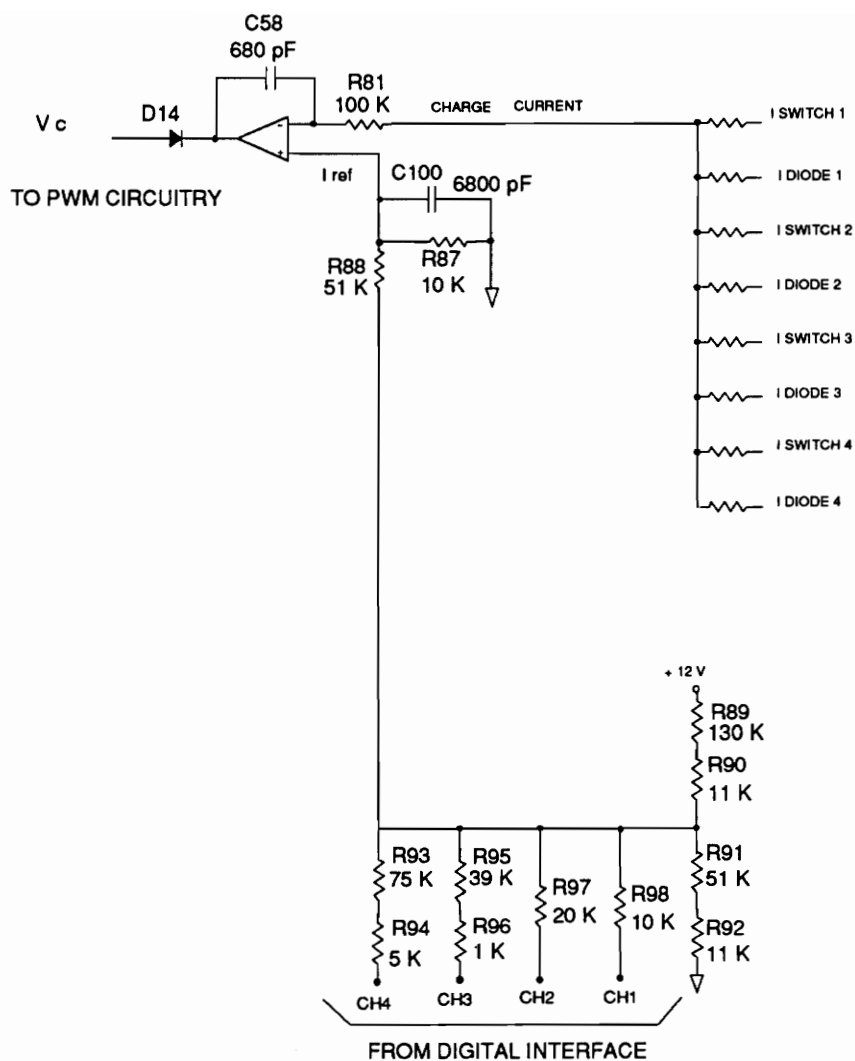 C58
680 pF
R81
100 K
CHARGE CURRENT
I SWITCH 1
V c
D14
-
+
I ref
TO PWM CIRCUITRY
C100
6800 pF
I DIODE 1
I SWITCH 2
R88
51 K
R87
10 K
I DIODE 2
I SWITCH 3
I DIODE 3
I SWITCH 4
I DIODE 4
+ 12 V
R89
130 K
R90
11 K
R93
75 K
R95
39 K
R97
20 K
R98
10 K
R91
51 K
R94
5 K
R96
1 K
R92
11 K
CH4
CH3
CH2
CH1
FROM DIGITAL INTERFACE